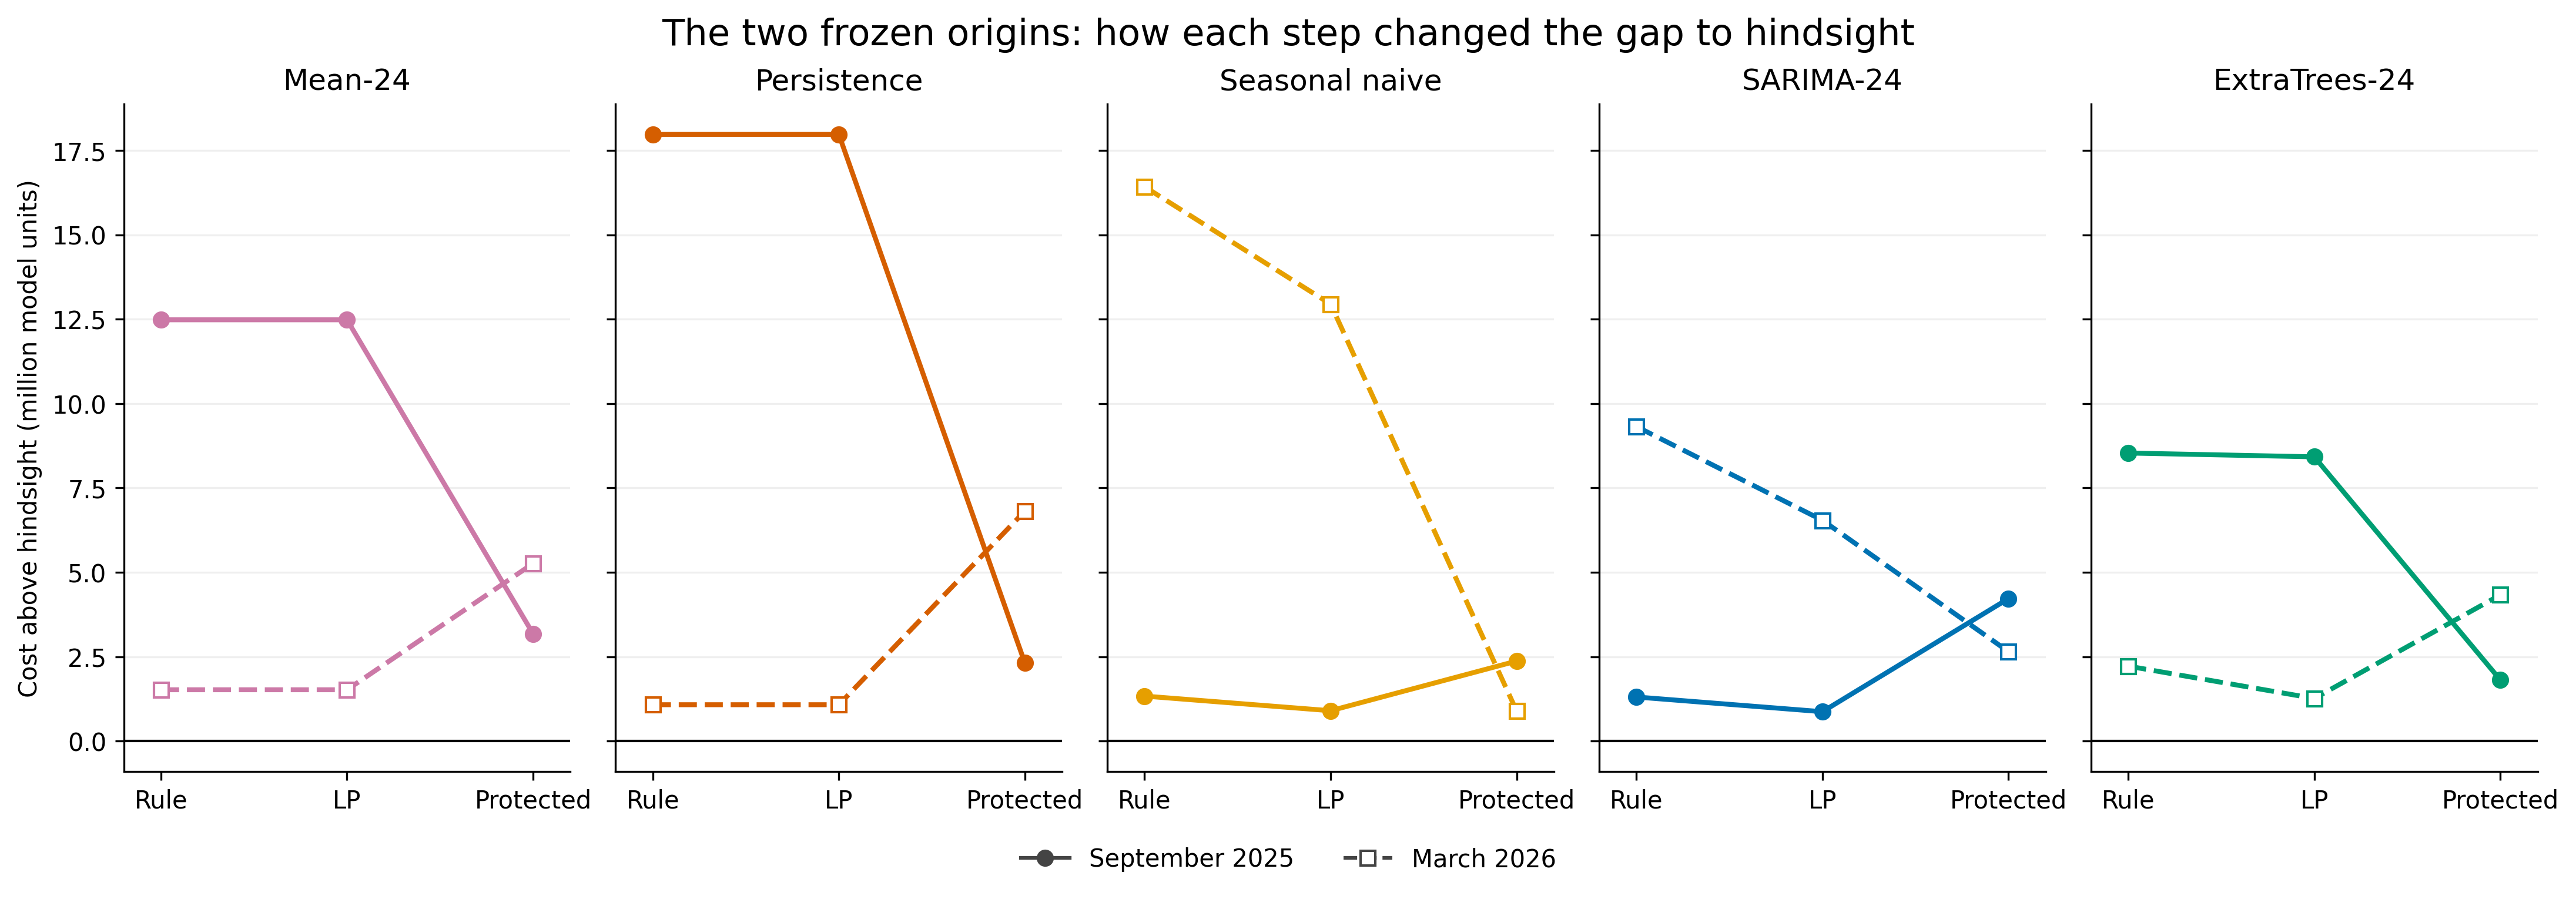 The two frozen origins: how each step changed the gap to hindsight
Mean-24
Persistence
Seasonal naive
SARIMA-24
ExtraTrees-24
Cost above hindsight (million model units)
17.5
15.0
12.5
10.0
7.5
5.0
2.5
0.0
Rule LP Protected
Rule LP Protected
Rule LP Protected
Rule LP Protected
Rule LP Protected
September 2025
March 2026